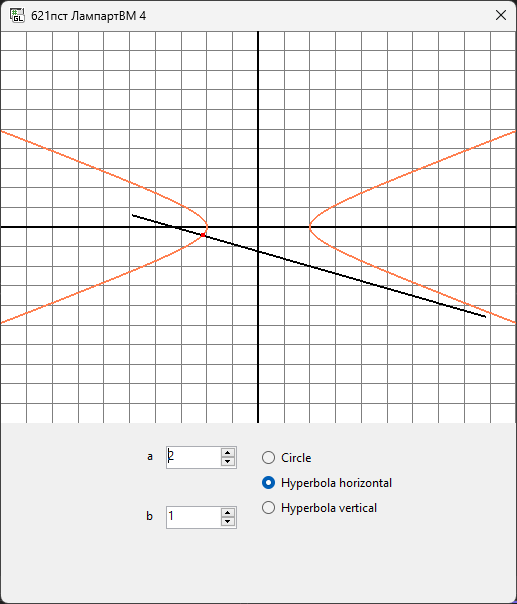 621пст ЛампартВМ 4
a
2
Circle
Hyperbola horizontal
b
1
Hyperbola vertical